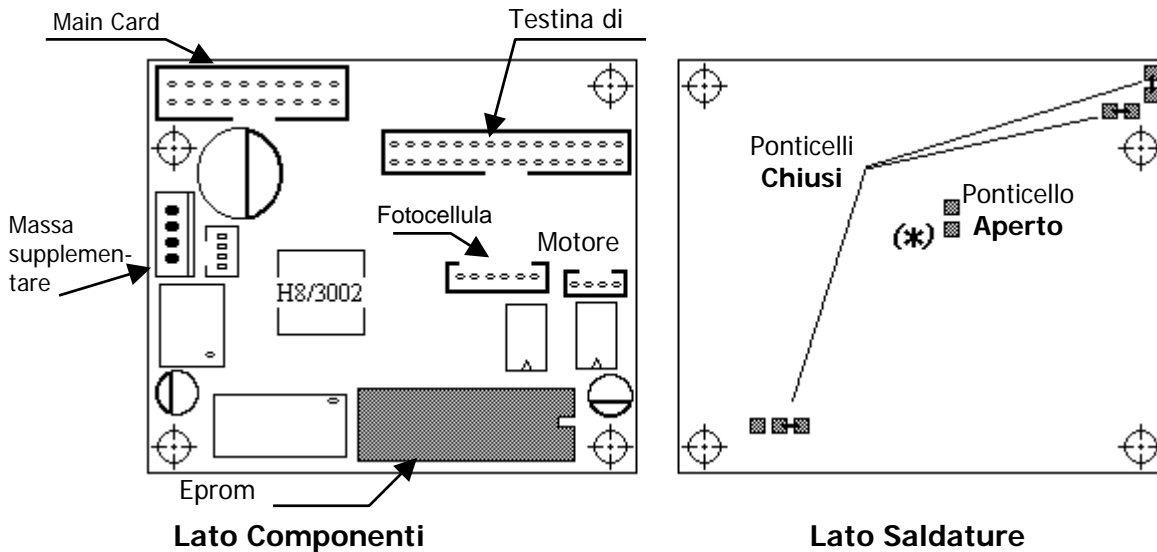 Main Card
Testina di
Massa
supplemen-
tare
Fotocellula
Motore
H8/3002
Eprom
Lato Componenti
Ponticelli
Chiusi
Ponticello
(*) Aperto
Lato Saldature